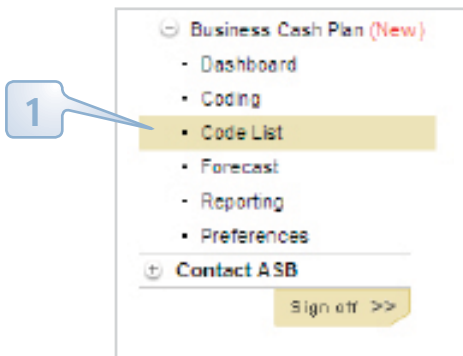 Business Cash Plan (New)
• Dashboard
• Coding
1
• Code List
• Forecast
• Reporting
• Preferences
Contact ASB
Sign off >>